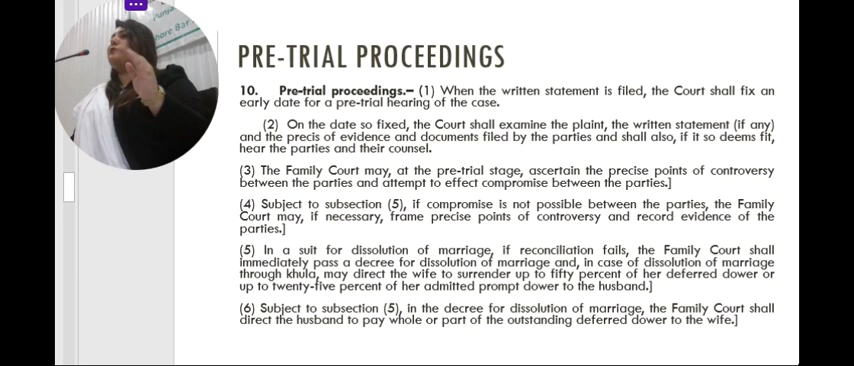 Punja
hore Bar
PRE-TRIAL PROCEEDINGS
10. Pre-trial proceedings.– (1) When the written statement is filed, the Court shall fix an
early date for a pre-trial hearing of the case.
(2) On the date so fixed, the Court shall examine the plaint, the written statement (if any)
and the precis of evidence and documents filed by the parties and shall also, if it so deems fit,
hear the parties and their counsel.
(3) The Family Court may, at the pre-trial stage, ascertain the precise points of controversy
between the parties and attempt to effect compromise between the parties.]
(4) Subject to subsection (5), if compromise is not possible between the parties, the Family
Court may, if necessary, frame precise points of controversy and record evidence of the
parties.]
(5) In a suit for dissolution of marriage, if reconciliation fails, the Family Court shall
immediately pass a decree for dissolution of marriage and, in case of dissolution of marriage
through khula, may direct the wife to surrender up to fifty percent of her deferred dower or
up to twenty-five percent of her admitted prompt dower to the husband.]
(6) Subject to subsection (5), in the decree for dissolution of marriage, the Family Court shall
direct the husband to pay whole or part of the outstanding deferred dower to the wife.]